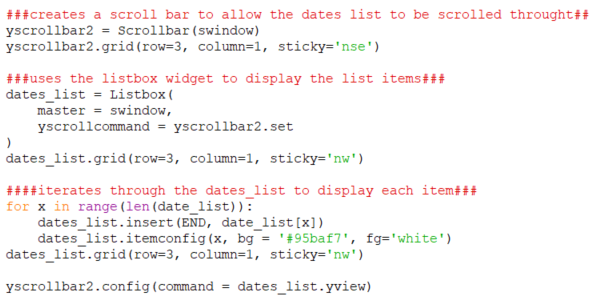 ###creates a scroll bar to allow the dates list to be scrolled throught##
yscrollbar2 = Scrollbar(swindow)
yscrollbar2.grid(row=3, column=1, sticky='nse')
###uses the listbox widget to display the list items###
dates_list = Listbox(
    master = swindow,
    yscrollcommand = yscrollbar2.set
)
dates_list.grid(row=3, column=1, sticky='nw')
####iterates through the dates_list to display each item###
for x in range(len(date_list)):
    dates_list.insert(END, date_list[x])
    dates_list.itemconfig(x, bg = '#95baf7', fg='white')
dates_list.grid(row=3, column=1, sticky='nw')
yscrollbar2.config(command = dates_list.yview)